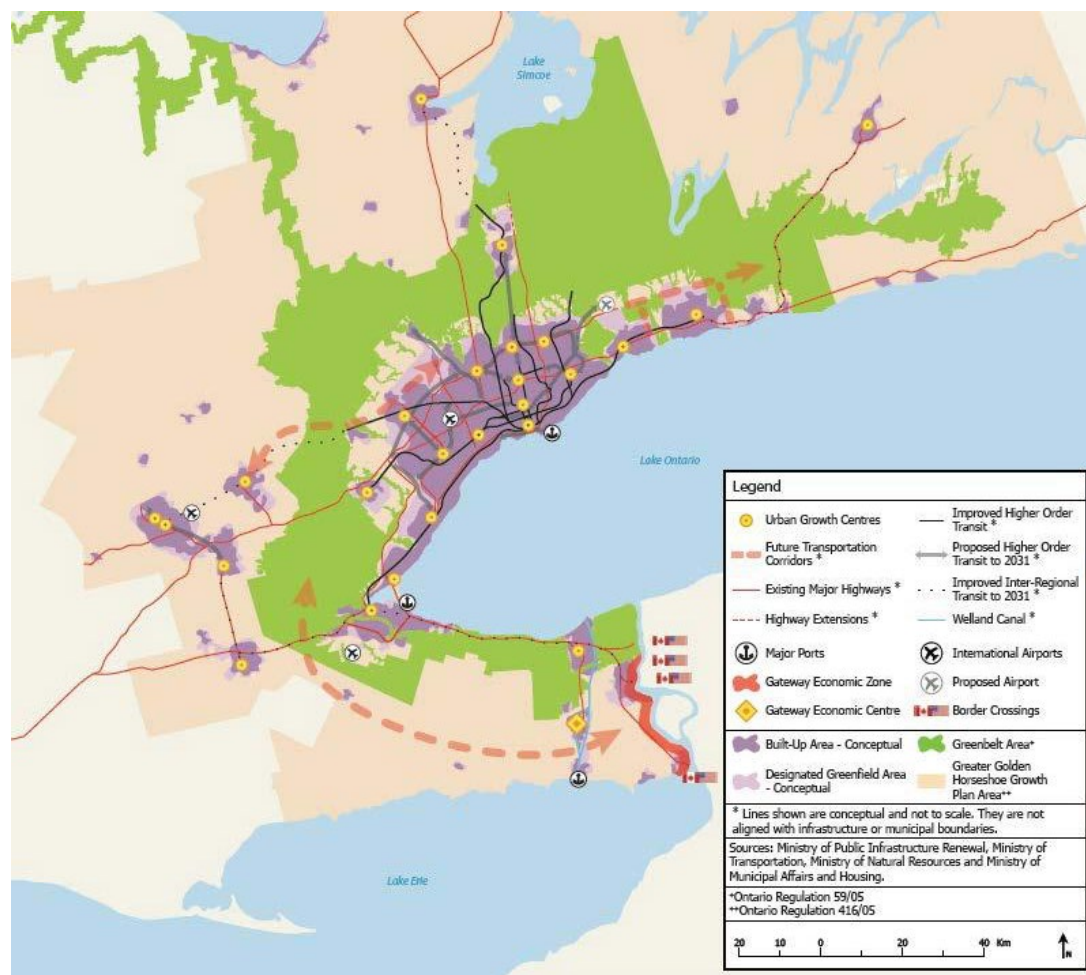 Lake
Simcoe
Lake Ontario
Lake Erie
Legend
Urban Growth Centres
Future Transportation
Corridors *
Existing Major Highways *
Highway Extensions *
Major Ports
Gateway Economic Zone
Gateway Economic Centre
Improved Higher Order
Transit *
Proposed Higher Order
Transit to 2031 *
Improved Inter-Regional
Transit to 2031 *
Welland Canal *
International Airports
Proposed Airport
Border Crossings
Built-Up Area - Conceptual
Designated Greenfield Area
- Conceptual
Greenbelt Area+
Greater Golden
Horseshoe Growth
Plan Area++
* Lines shown are conceptual and not to scale. They are not
aligned with infrastructure or municipal boundaries.
Sources: Ministry of Public Infrastructure Renewal, Ministry of
Transportation, Ministry of Natural Resources and Ministry of
Municipal Affairs and Housing.
+Ontario Regulation 59/05
++Ontario Regulation 416/05
20 10 0 20 40 Km
N